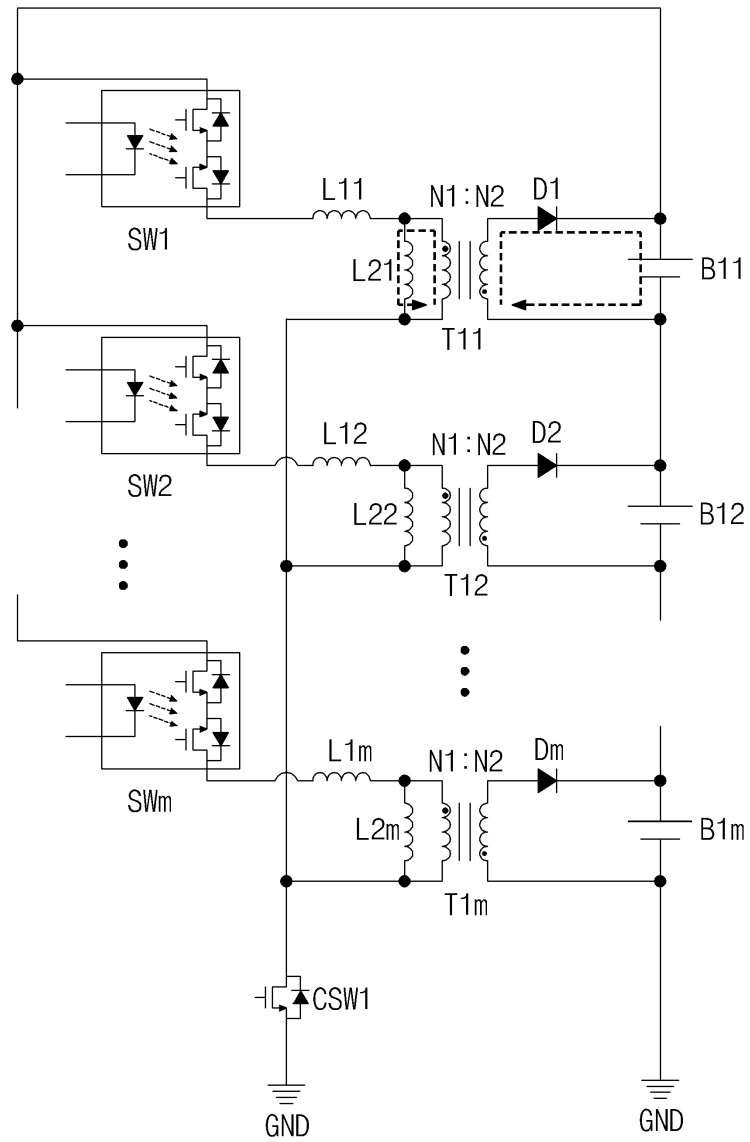 L11
N1:N2
D1
SW1
L21
B11
T11
L12
N1:N2
D2
SW2
L22
B12
T12
L1m
N1:N2
Dm
SWm
L2m
B1m
T1m
CSW1
GND
GND